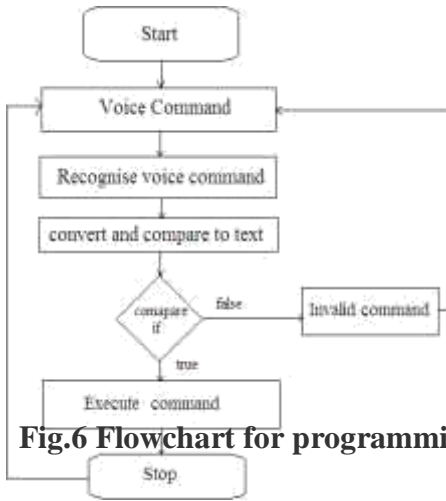 Start
Voice Command
Recognise voice command
convert and compare to text
comapare
if
false
Invalid command
true
Execute command
Fig.6 Flowchart for programmi
Stop